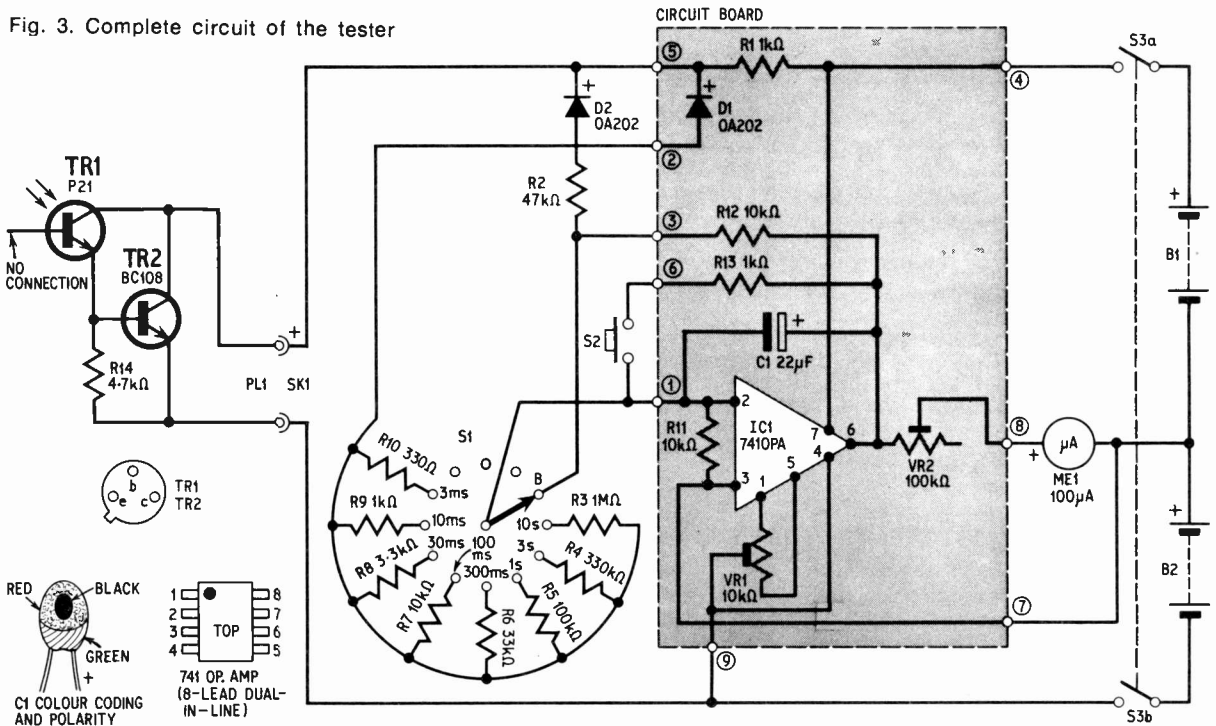 Fig. 3. Complete circuit of the tester
CIRCUIT BOARD
S3a
5
R1 1kΩ
4
+
D2
OA202
+
D1
OA202
2
TR1
P21
R2
47kΩ
3
R12 10kΩ
+
B1
TR2
BC108
NO
CONNECTION
6
R13 1kΩ
S2
+
C1 22µF
R14
4·7kΩ
+
PL1 SK1
1
2
R11
10kΩ
IC1
7410PA
7
6
4
3
1
5
8
VR2
100kΩ
+
µA
ME1
100µA
VR1
10kΩ
+
B2
7
9
S3b
R10 330Ω
S1
O
B
3ms
R9 1kΩ
10ms
10s
R3 1MΩ
R8 3·3kΩ
30ms
100
ms
3s
R4 330kΩ
300ms
1s
R7 10kΩ
R6 33kΩ
R5 100kΩ
b
e
c
TR1
TR2
RED
BLACK
GREEN
+
C1 COLOUR CODING
AND POLARITY
1
2
3
4
TOP
8
7
6
5
741 OP. AMP
(8-LEAD DUAL-
IN-LINE)